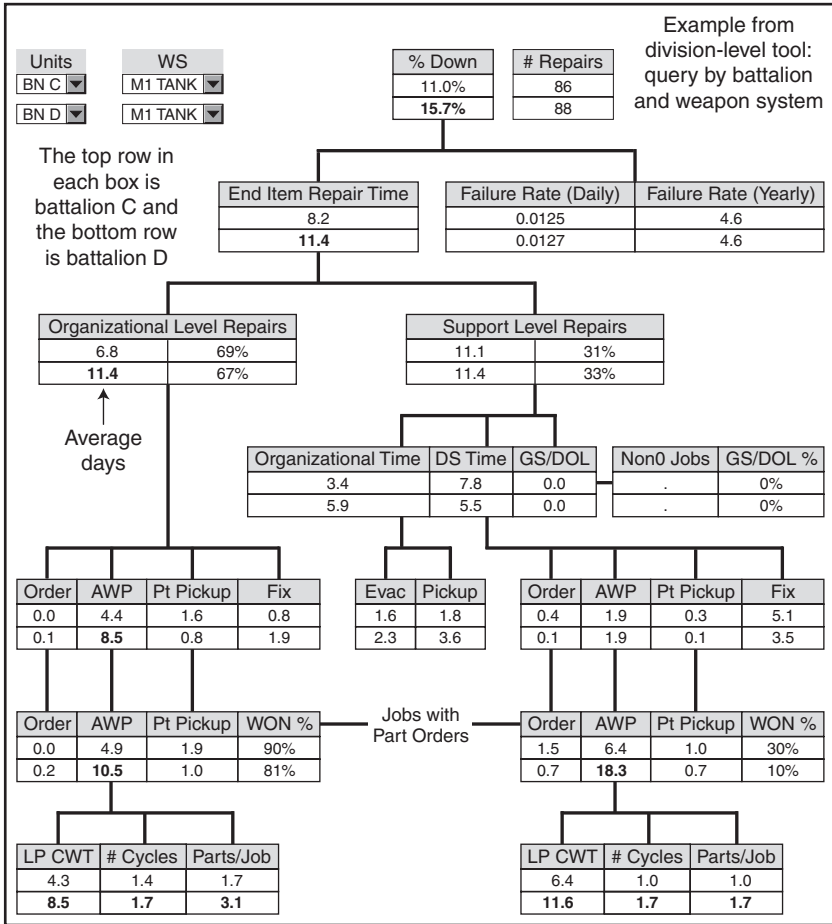 Units WS
BN C M1 TANK
BN D M1 TANK
% Down # Repairs
11.0% 86
15.7% 88
Example from
division-level tool:
query by battalion
and weapon system
The top row in
each box is
battalion C and
the bottom row
is battalion D
End Item Repair Time Failure Rate (Daily) Failure Rate (Yearly)
8.2 0.0125 4.6
11.4 0.0127 4.6
Organizational Level Repairs Support Level Repairs
6.8 69% 11.1 31%
11.4 67% 11.4 33%
Average
days
Organizational Time DS Time GS/DOL Non0 Jobs GS/DOL %
3.4 7.8 0.0 . 0%
5.9 5.5 0.0 . 0%
Order AWP Pt Pickup Fix Evac Pickup Order AWP Pt Pickup Fix
0.0 4.4 1.6 0.8 1.6 1.8 0.4 1.9 0.3 5.1
0.1 8.5 0.8 1.9 2.3 3.6 0.1 1.9 0.1 3.5
Order AWP Pt Pickup WON % Order AWP Pt Pickup WON %
0.0 4.9 1.9 90% 1.5 6.4 1.0 30%
0.2 10.5 1.0 81% 0.7 18.3 0.7 10%
Jobs with
Part Orders
LP CWT # Cycles Parts/Job LP CWT # Cycles Parts/Job
4.3 1.4 1.7 6.4 1.0 1.0
8.5 1.7 3.1 11.6 1.7 1.7